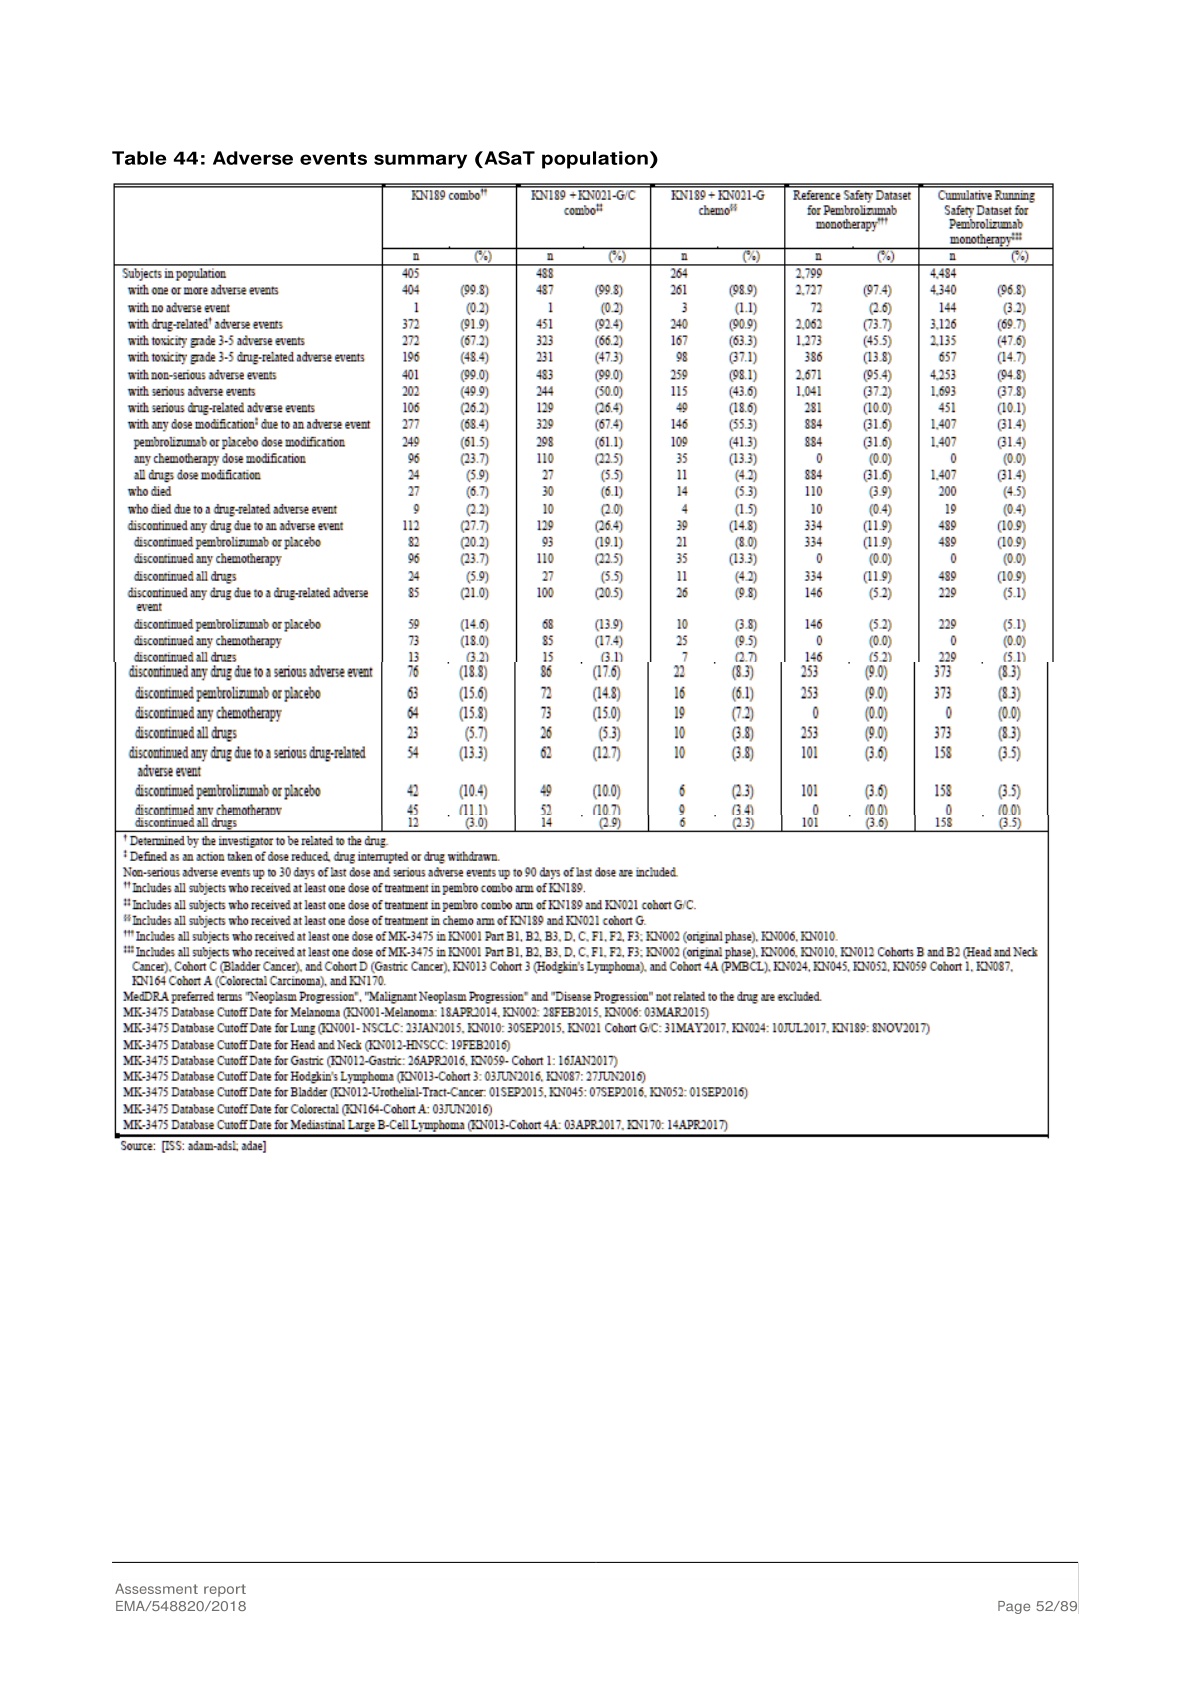 Table 44: Adverse events summary (ASaT population)
KN189 combo†† KN189 + KN021-G/C combo‡‡ KN189 + KN021-G chemo§§ Reference Safety Dataset for Pembrolizumab monotherapy††† Cumulative Running Safety Dataset for Pembrolizumab monotherapy‡‡‡
n (%) n (%) n (%) n (%) n (%)
Subjects in population 405 488 264 2,799 4,484
with one or more adverse events 404 (99.8) 487 (99.8) 261 (98.9) 2,727 (97.4) 4,340 (96.8)
with no adverse event 1 (0.2) 1 (0.2) 3 (1.1) 72 (2.6) 144 (3.2)
with drug-related† adverse events 372 (91.9) 451 (92.4) 240 (90.9) 2,062 (73.7) 3,126 (69.7)
with toxicity grade 3-5 adverse events 272 (67.2) 323 (66.2) 167 (63.3) 1,273 (45.5) 2,135 (47.6)
with toxicity grade 3-5 drug-related adverse events 196 (48.4) 231 (47.3) 98 (37.1) 386 (13.8) 657 (14.7)
with non-serious adverse events 401 (99.0) 483 (99.0) 259 (98.1) 2,671 (95.4) 4,253 (94.8)
with serious adverse events 202 (49.9) 244 (50.0) 115 (43.6) 1,041 (37.2) 1,693 (37.8)
with serious drug-related adverse events 106 (26.2) 129 (26.4) 49 (18.6) 281 (10.0) 451 (10.1)
with any dose modification‡ due to an adverse event 277 (68.4) 329 (67.4) 146 (55.3) 884 (31.6) 1,407 (31.4)
pembrolizumab or placebo dose modification 249 (61.5) 298 (61.1) 109 (41.3) 884 (31.6) 1,407 (31.4)
any chemotherapy dose modification 96 (23.7) 110 (22.5) 35 (13.3) 0 (0.0) 0 (0.0)
all drugs dose modification 24 (5.9) 27 (5.5) 11 (4.2) 884 (31.6) 1,407 (31.4)
who died 27 (6.7) 30 (6.1) 14 (5.3) 110 (3.9) 200 (4.5)
who died due to a drug-related adverse event 9 (2.2) 10 (2.0) 4 (1.5) 10 (0.4) 19 (0.4)
discontinued any drug due to an adverse event 112 (27.7) 129 (26.4) 39 (14.8) 334 (11.9) 489 (10.9)
discontinued pembrolizumab or placebo 82 (20.2) 93 (19.1) 21 (8.0) 334 (11.9) 489 (10.9)
discontinued any chemotherapy 96 (23.7) 110 (22.5) 35 (13.3) 0 (0.0) 0 (0.0)
discontinued all drugs 24 (5.9) 27 (5.5) 11 (4.2) 334 (11.9) 489 (10.9)
discontinued any drug due to a drug-related adverse 85 (21.0) 100 (20.5) 26 (9.8) 146 (5.2) 229 (5.1)
event
discontinued pembrolizumab or placebo 59 (14.6) 68 (13.9) 10 (3.8) 146 (5.2) 229 (5.1)
discontinued any chemotherapy 73 (18.0) 85 (17.4) 25 (9.5) 0 (0.0) 0 (0.0)
discontinued all drugs 13 (3.2) 15 (3.1) 7 (2.7) 146 (5.2) 229 (5.1)
discontinued any drug due to a serious adverse event 76 (18.8) 86 (17.6) 22 (8.3) 253 (9.0) 373 (8.3)
discontinued pembrolizumab or placebo 63 (15.6) 72 (14.8) 16 (6.1) 253 (9.0) 373 (8.3)
discontinued any chemotherapy 64 (15.8) 73 (15.0) 19 (7.2) 0 (0.0) 0 (0.0)
discontinued all drugs 23 (5.7) 26 (5.3) 10 (3.8) 253 (9.0) 373 (8.3)
discontinued any drug due to a serious drug-related 54 (13.3) 62 (12.7) 10 (3.8) 101 (3.6) 158 (3.5)
adverse event
discontinued pembrolizumab or placebo 42 (10.4) 49 (10.0) 6 (2.3) 101 (3.6) 158 (3.5)
discontinued any chemotherapy 45 (11.1) 52 (10.7) 9 (3.4) 0 (0.0) 0 (0.0)
discontinued all drugs 12 (3.0) 14 (2.9) 6 (2.3) 101 (3.6) 158 (3.5)
† Determined by the investigator to be related to the drug.
‡ Defined as an action taken of dose reduced, drug interrupted or drug withdrawn.
Non-serious adverse events up to 30 days of last dose and serious adverse events up to 90 days of last dose are included.
†† Includes all subjects who received at least one dose of treatment in pembro combo arm of KN189.
‡‡ Includes all subjects who received at least one dose of treatment in pembro combo arm of KN189 and KN021 cohort G/C.
§§ Includes all subjects who received at least one dose of treatment in chemo arm of KN189 and KN021 cohort G.
††† Includes all subjects who received at least one dose of MK-3475 in KN001 Part B1, B2, B3, D, C, F1, F2, F3; KN002 (original phase), KN006, KN010.
‡‡‡ Includes all subjects who received at least one dose of MK-3475 in KN001 Part B1, B2, B3, D, C, F1, F2, F3; KN002 (original phase), KN006, KN010, KN012 Cohorts B and B2 (Head and Neck
Cancer), Cohort C (Bladder Cancer), and Cohort D (Gastric Cancer), KN013 Cohort 3 (Hodgkin's Lymphoma), and Cohort 4A (PMBCL), KN024, KN045, KN052, KN059 Cohort 1, KN087,
KN164 Cohort A (Colorectal Carcinoma), and KN170.
MedDRA preferred terms "Neoplasm Progression", "Malignant Neoplasm Progression" and "Disease Progression" not related to the drug are excluded.
MK-3475 Database Cutoff Date for Melanoma (KN001-Melanoma: 18APR2014, KN002: 28FEB2015, KN006: 03MAR2015)
MK-3475 Database Cutoff Date for Lung (KN001- NSCLC: 23JAN2015, KN010: 30SEP2015, KN021 Cohort G/C: 31MAY2017, KN024: 10JUL2017, KN189: 8NOV2017)
MK-3475 Database Cutoff Date for Head and Neck (KN012-HNSCC: 19FEB2016)
MK-3475 Database Cutoff Date for Gastric (KN012-Gastric: 26APR2016, KN059- Cohort 1: 16JAN2017)
MK-3475 Database Cutoff Date for Hodgkin's Lymphoma (KN013-Cohort 3: 03JUN2016, KN087: 27JUN2016)
MK-3475 Database Cutoff Date for Bladder (KN012-Urothelial-Tract-Cancer: 01SEP2015, KN045: 07SEP2016, KN052: 01SEP2016)
MK-3475 Database Cutoff Date for Colorectal (KN164-Cohort A: 03JUN2016)
MK-3475 Database Cutoff Date for Mediastinal Large B-Cell Lymphoma (KN013-Cohort 4A: 03APR2017, KN170: 14APR2017)
Source: [ISS: adam-adsl; adae]
Assessment report
EMA/548820/2018 Page 52/89